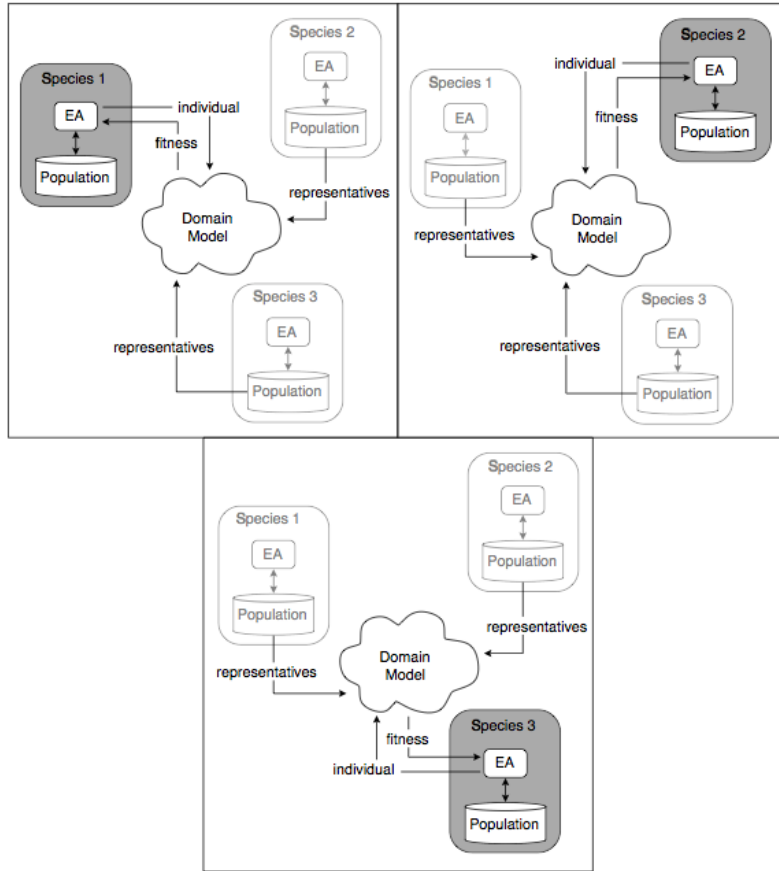 Species 1
EA
Population
individual
fitness
Species 2
EA
Population
representatives
Domain
Model
Species 3
EA
Population
representatives
Species 1
EA
Population
representatives
Species 2
EA
Population
individual
fitness
Domain
Model
Species 3
EA
Population
representatives
Species 1
EA
Population
representatives
Species 2
EA
Population
representatives
Domain
Model
Species 3
EA
Population
fitness
individual